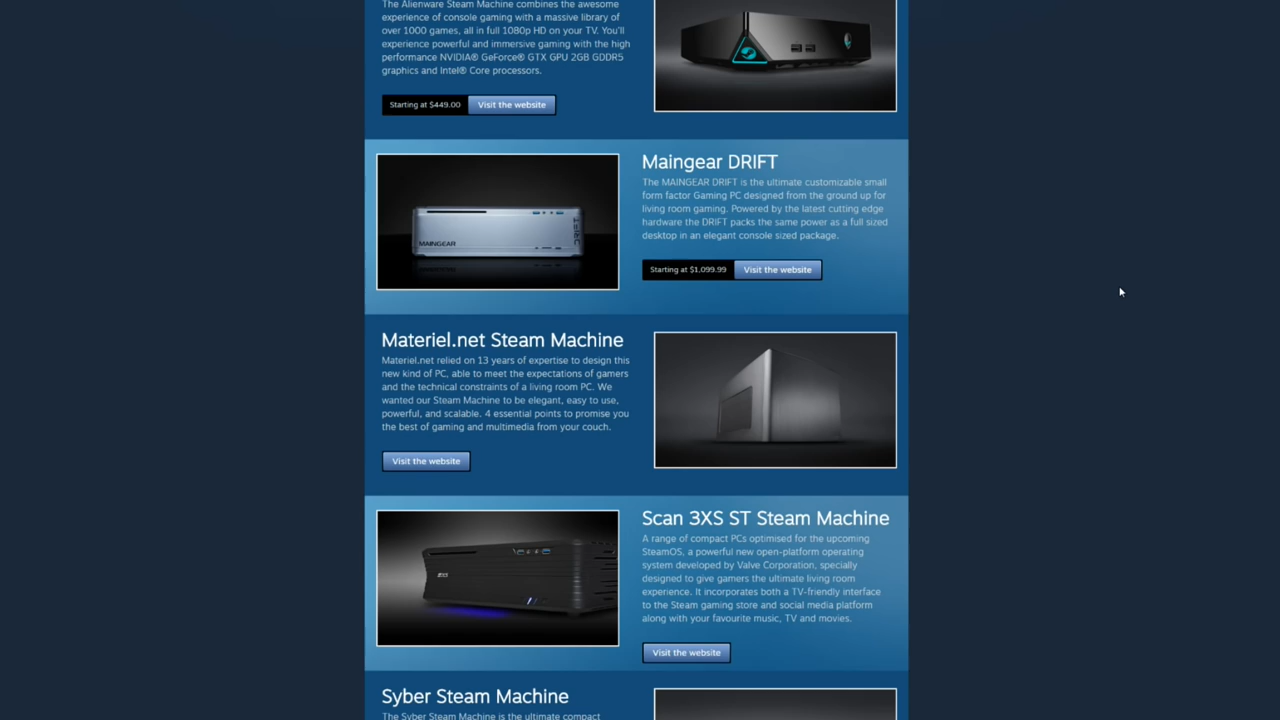 The Alienware Steam Machine combines the awesome
experience of console gaming with a massive library of
over 1000 games, all in full 1080p HD on your TV. You'll
experience powerful and immersive gaming with the high
performance NVIDIA® GeForce® GTX GPU 2GB GDDR5
graphics and Intel® Core processors.
Starting at $449.00
Visit the website
MAINGEAR
DRIFT
Maingear DRIFT
The MAINGEAR DRIFT is the ultimate customizable small
form factor Gaming PC designed from the ground up for
living room gaming. Powered by the latest cutting edge
hardware the DRIFT packs the same power as a full sized
desktop in an elegant console sized package.
Starting at $1,099.99
Visit the website
Materiel.net Steam Machine
Materiel.net relied on 13 years of expertise to design this
new kind of PC, able to meet the expectations of gamers
and the technical constraints of a living room PC. We
wanted our Steam Machine to be elegant, easy to use,
powerful, and scalable. 4 essential points to promise you
the best of gaming and multimedia from your couch.
Visit the website
3XS
Scan 3XS ST Steam Machine
A range of compact PCs optimised for the upcoming
SteamOS, a powerful new open-platform operating
system developed by Valve Corporation, specially
designed to give gamers the ultimate living room
experience. It incorporates both a TV-friendly interface
to the Steam gaming store and social media platform
along with your favourite music, TV and movies.
Visit the website
Syber Steam Machine
The Syber Steam Machine is the ultimate compact